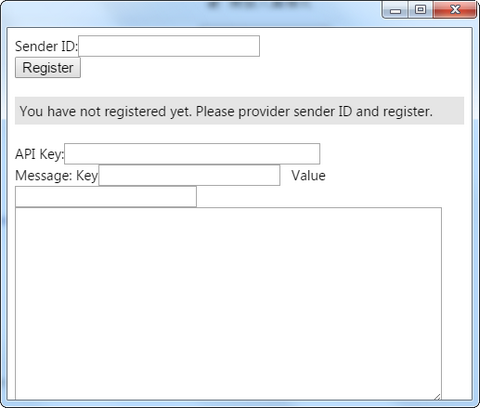 Sender ID:
Register
You have not registered yet. Please provider sender ID and register.
API Key:
Message: Key Value